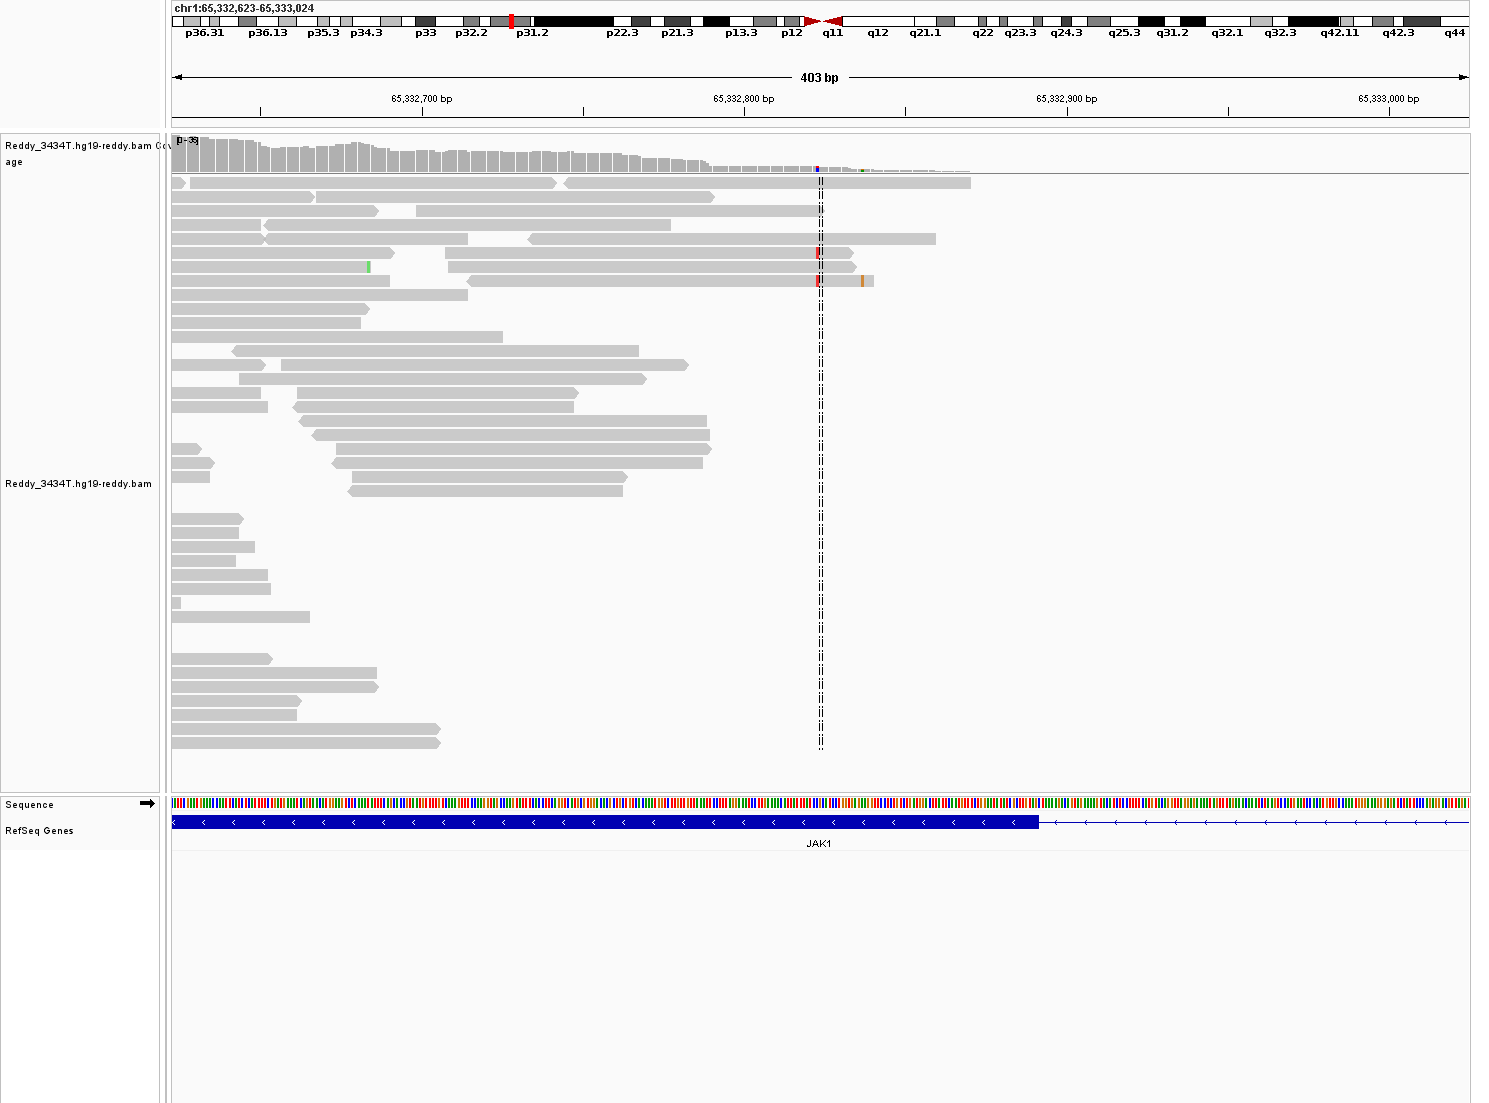 chr1:65,332,623-65,333,024
p36.31 p36.13 p35.3 p34.3 p33 p32.2 p31.2 p22.3 p21.3 p13.3 p12 q11 q12 q21.1 q22 q23.3 q24.3 q25.3 q31.2 q32.1 q32.3 q42.11 q42.3 q44
403 bp
65,332,700 bp 65,332,800 bp 65,332,900 bp 65,333,000 bp
[0 - 36]
Reddy_3434T.hg19-reddy.bam Cov
age
Reddy_3434T.hg19-reddy.bam
Sequence
RefSeq Genes
JAK1